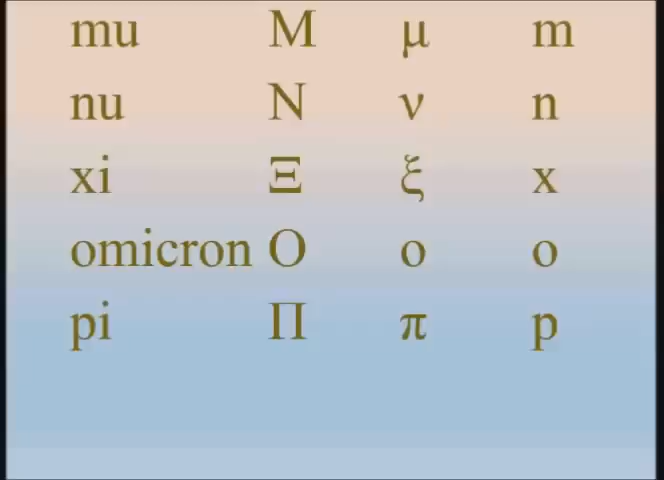 mu Μ μ m
nu Ν ν n
xi Ξ ξ x
omicron Ο ο o
pi Π π p